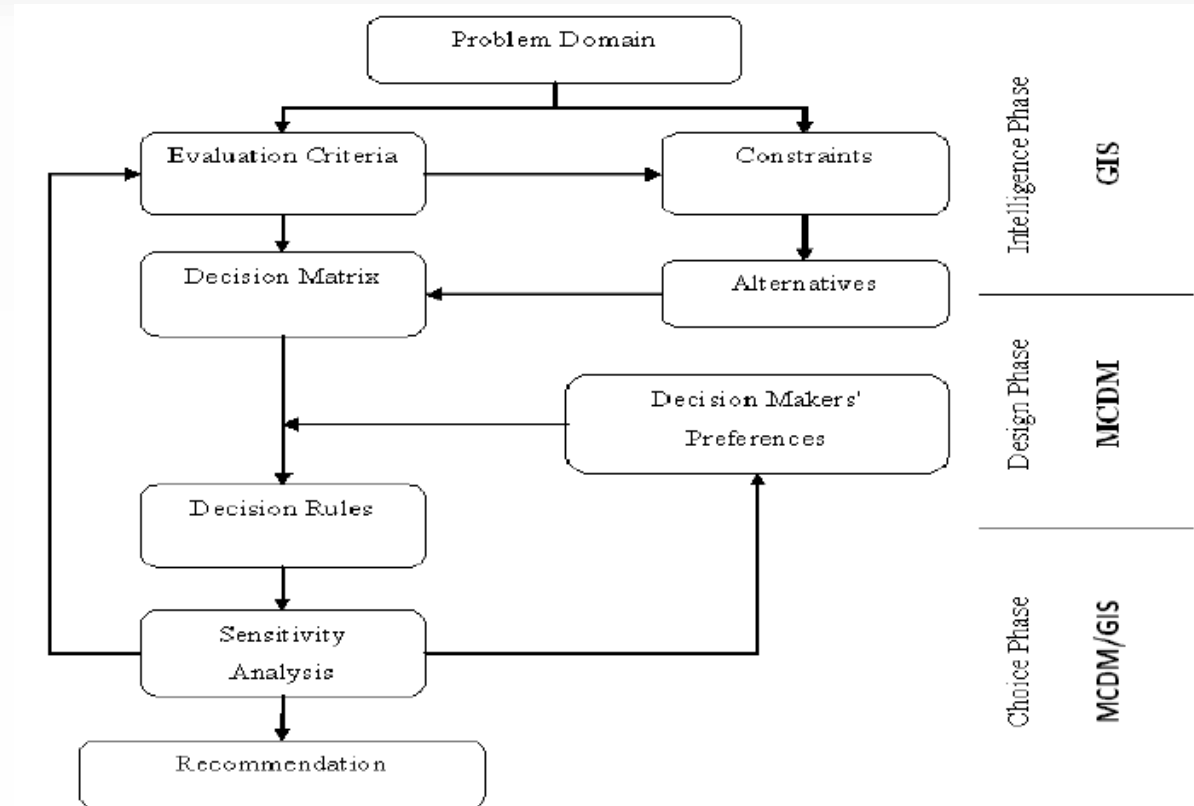 Problem Domain
Evaluation Criteria
Constraints
Decision Matrix
Alternatives
Decision Makers'
Preferences
Decision Rules
Sensitivity
Analysis
Recommendation
Intelligence Phase
GIS
Design Phase
MCDM
Choice Phase
MCDM/GIS